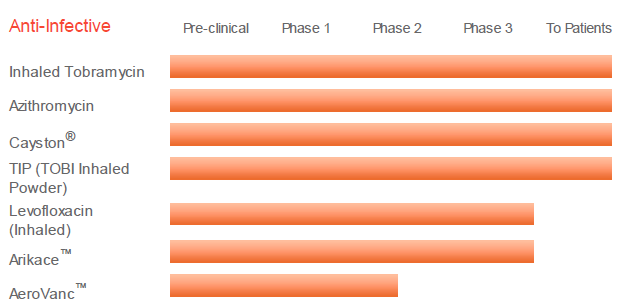 Anti-Infective Pre-clinical Phase 1 Phase 2 Phase 3 To Patients
Inhaled Tobramycin
Azithromycin
Cayston®
TIP (TOBI Inhaled
Powder)
Levofloxacin
(Inhaled)
Arikace™
AeroVanc™